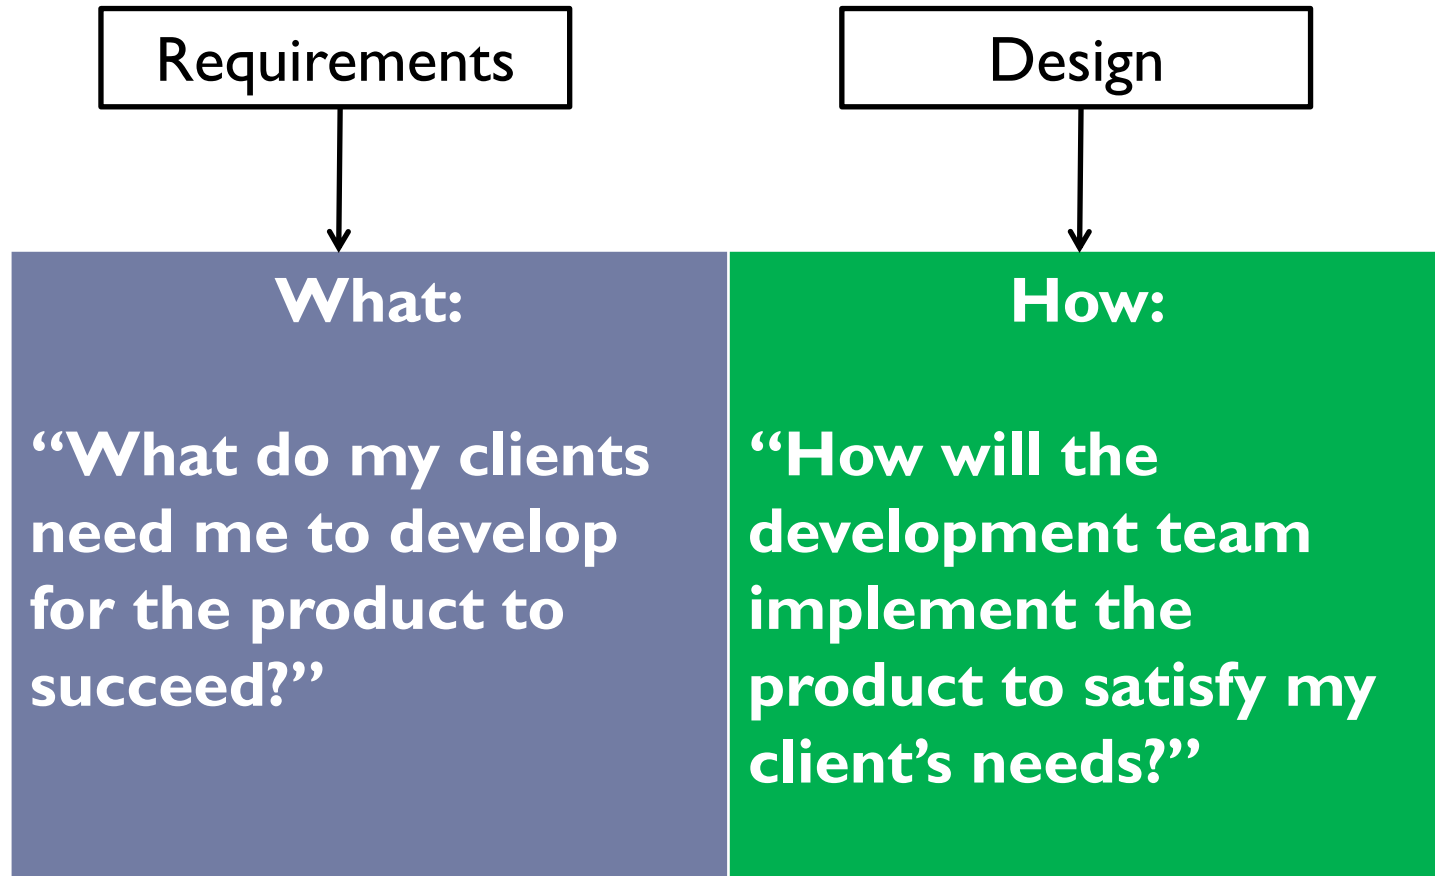 Requirements
Design
What:
“What do my clients
need me to develop
for the product to
succeed?”
How:
“How will the
development team
implement the
product to satisfy my
client’s needs?”